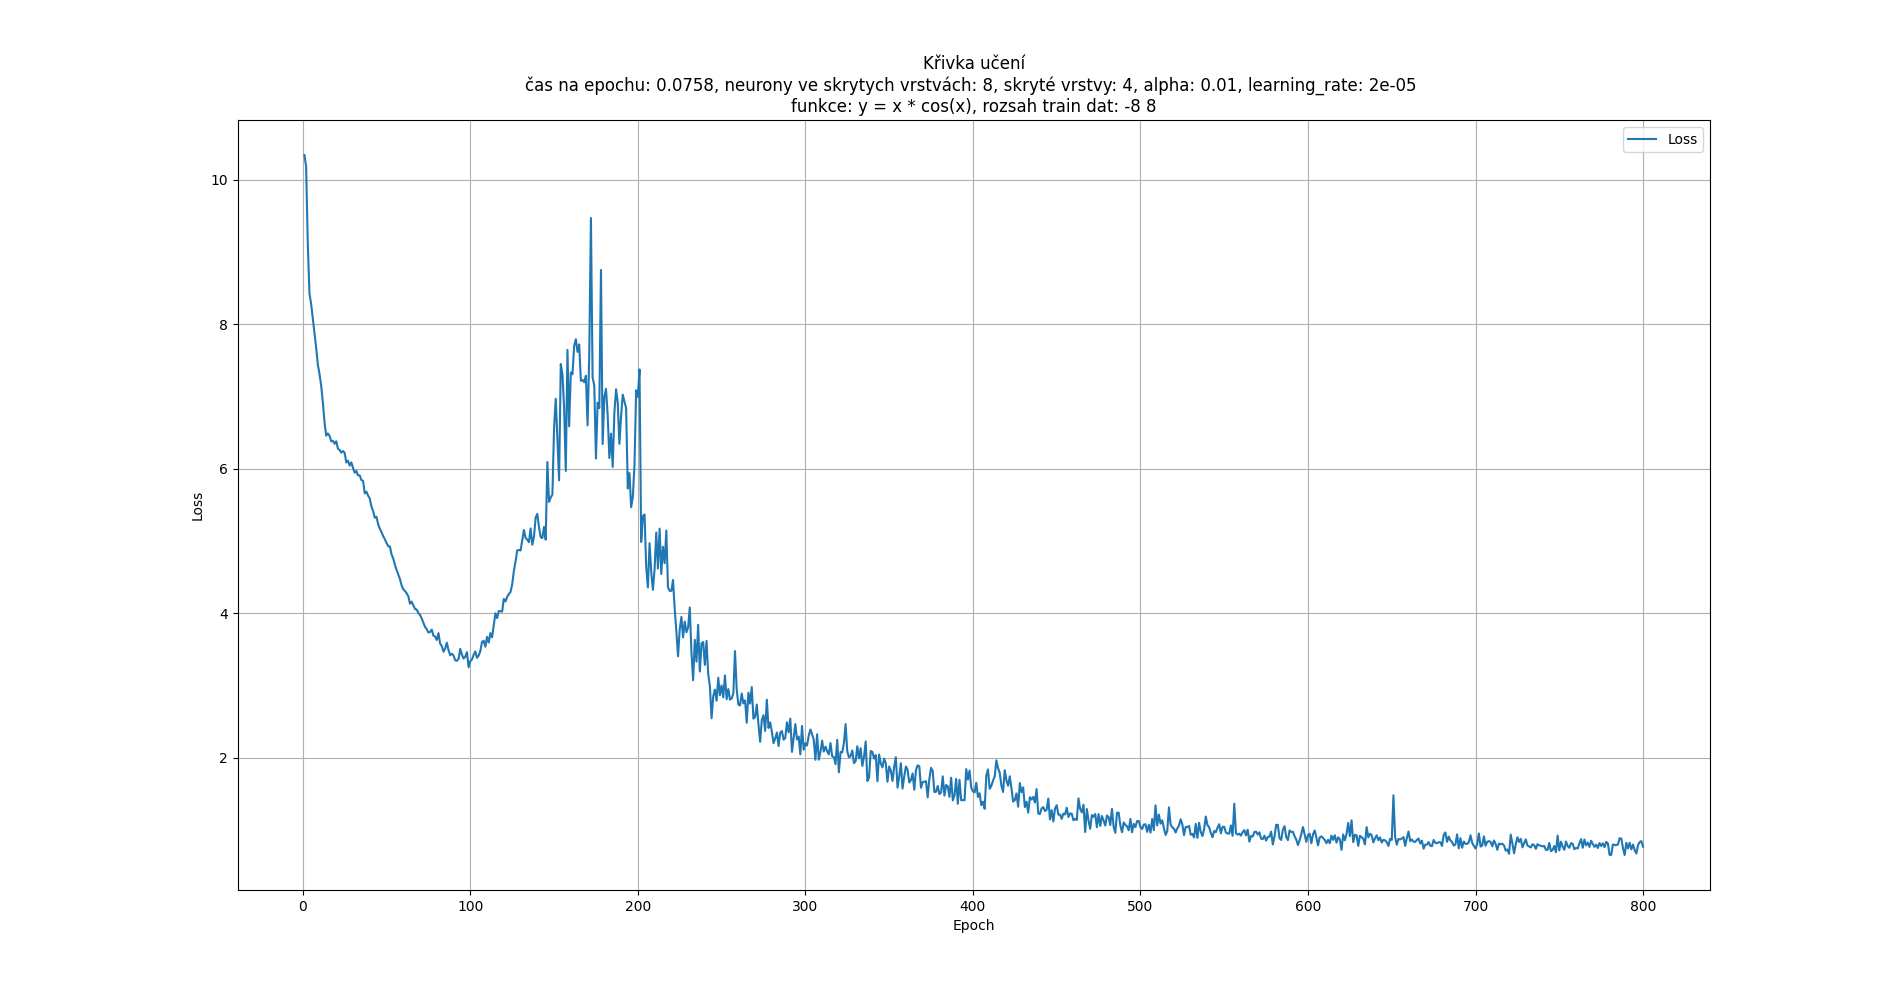 Křivka učení
čas na epochu: 0.0758, neurony ve skrytych vrstvách: 8, skryté vrstvy: 4, alpha: 0.01, learning_rate: 2e-05
funkce: y = x * cos(x), rozsah train dat: -8 8
Loss
10
8
6
4
2
Loss
0 100 200 300 400 500 600 700 800
Epoch